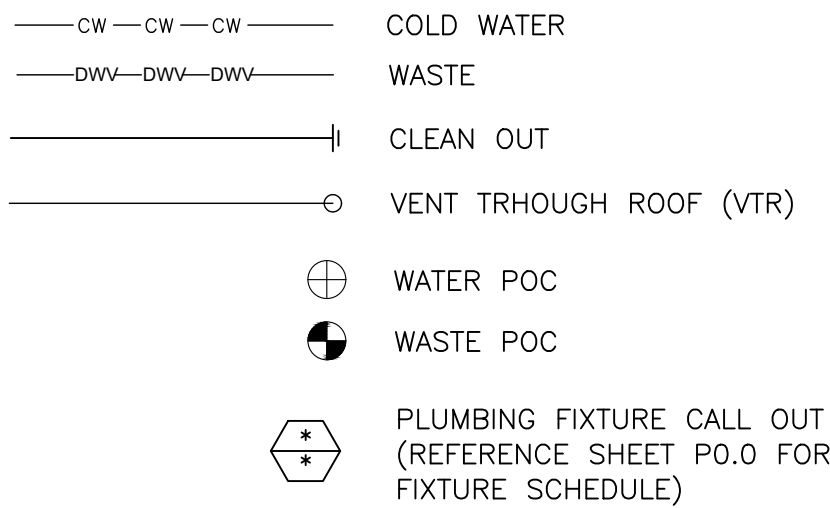 CW CW CW COLD WATER
DWV DWV DWV WASTE
CLEAN OUT
VENT TRHOUGH ROOF (VTR)
WATER POC
WASTE POC
PLUMBING FIXTURE CALL OUT
(REFERENCE SHEET P0.0 FOR
FIXTURE SCHEDULE)
*
*